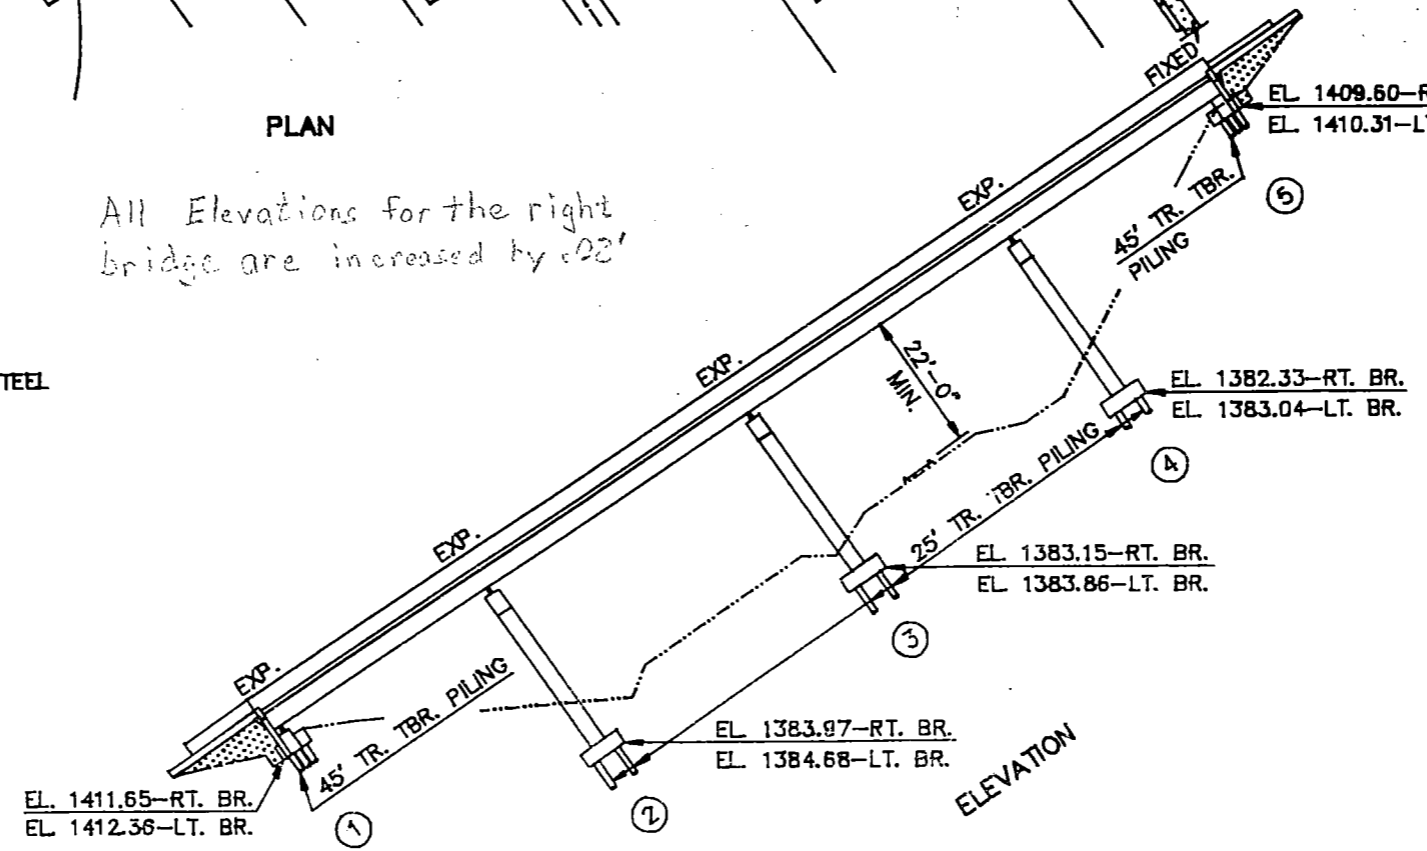 PLAN
All Elevations for the right
bridge are increased by .02'
TEEL
FIXED
EL. 1409.60-R
EL. 1410.31-LT
EXP.
45' TR. TBR.
PILING
5
EXP.
22'-0"
MIN.
EL. 1382.33-RT. BR.
EL. 1383.04-LT. BR.
4
EXP.
25' TR. TBR. PILING
EL. 1383.15-RT. BR.
EL. 1383.86-LT. BR.
3
EXP.
45' TR. TBR. PILING
EL. 1383.97-RT. BR.
EL. 1384.68-LT. BR.
2
ELEVATION
EL. 1411.65-RT. BR.
EL. 1412.36-LT. BR.
1